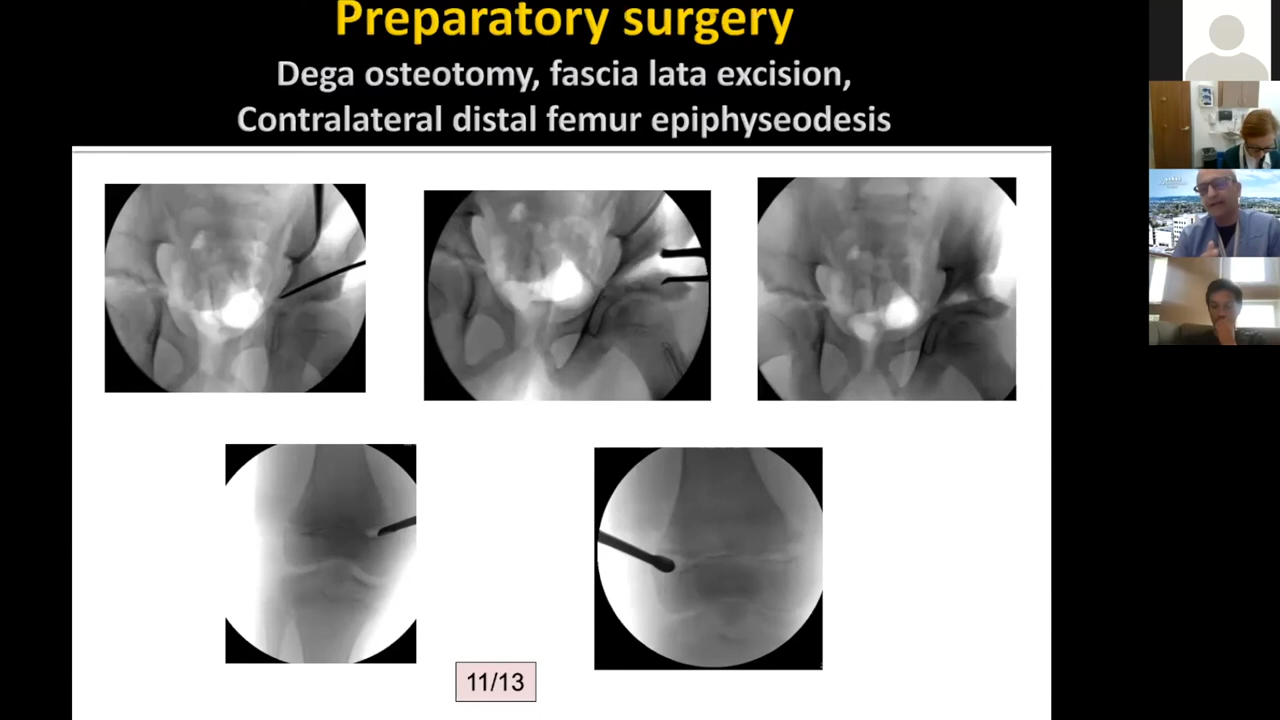 Preparatory surgery
Dega osteotomy, fascia lata excision,
Contralateral distal femur epiphyseodesis
11/13